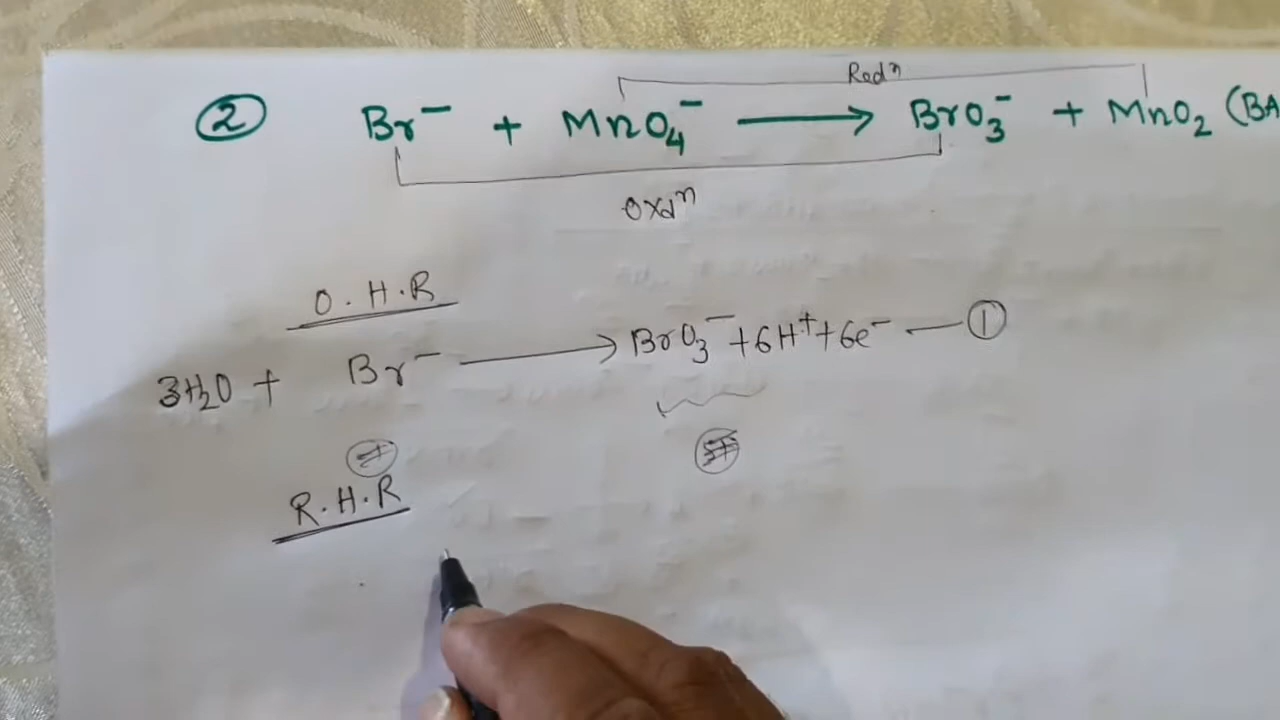 Redⁿ
② Br⁻ + MnO₄⁻ ⟶ BrO₃⁻ + MnO₂ (BA
Oxdⁿ
O.H.R
3H₂O + Br⁻ ⟶ BrO₃⁻ + 6H⁺ + 6e⁻ — ①
R.H.R